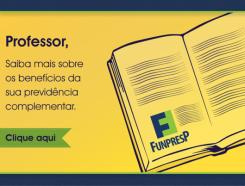 Professor,
Saiba mais sobre
os benefícios da
sua previdência
complementar.
Clique aqui
FUNPRESP